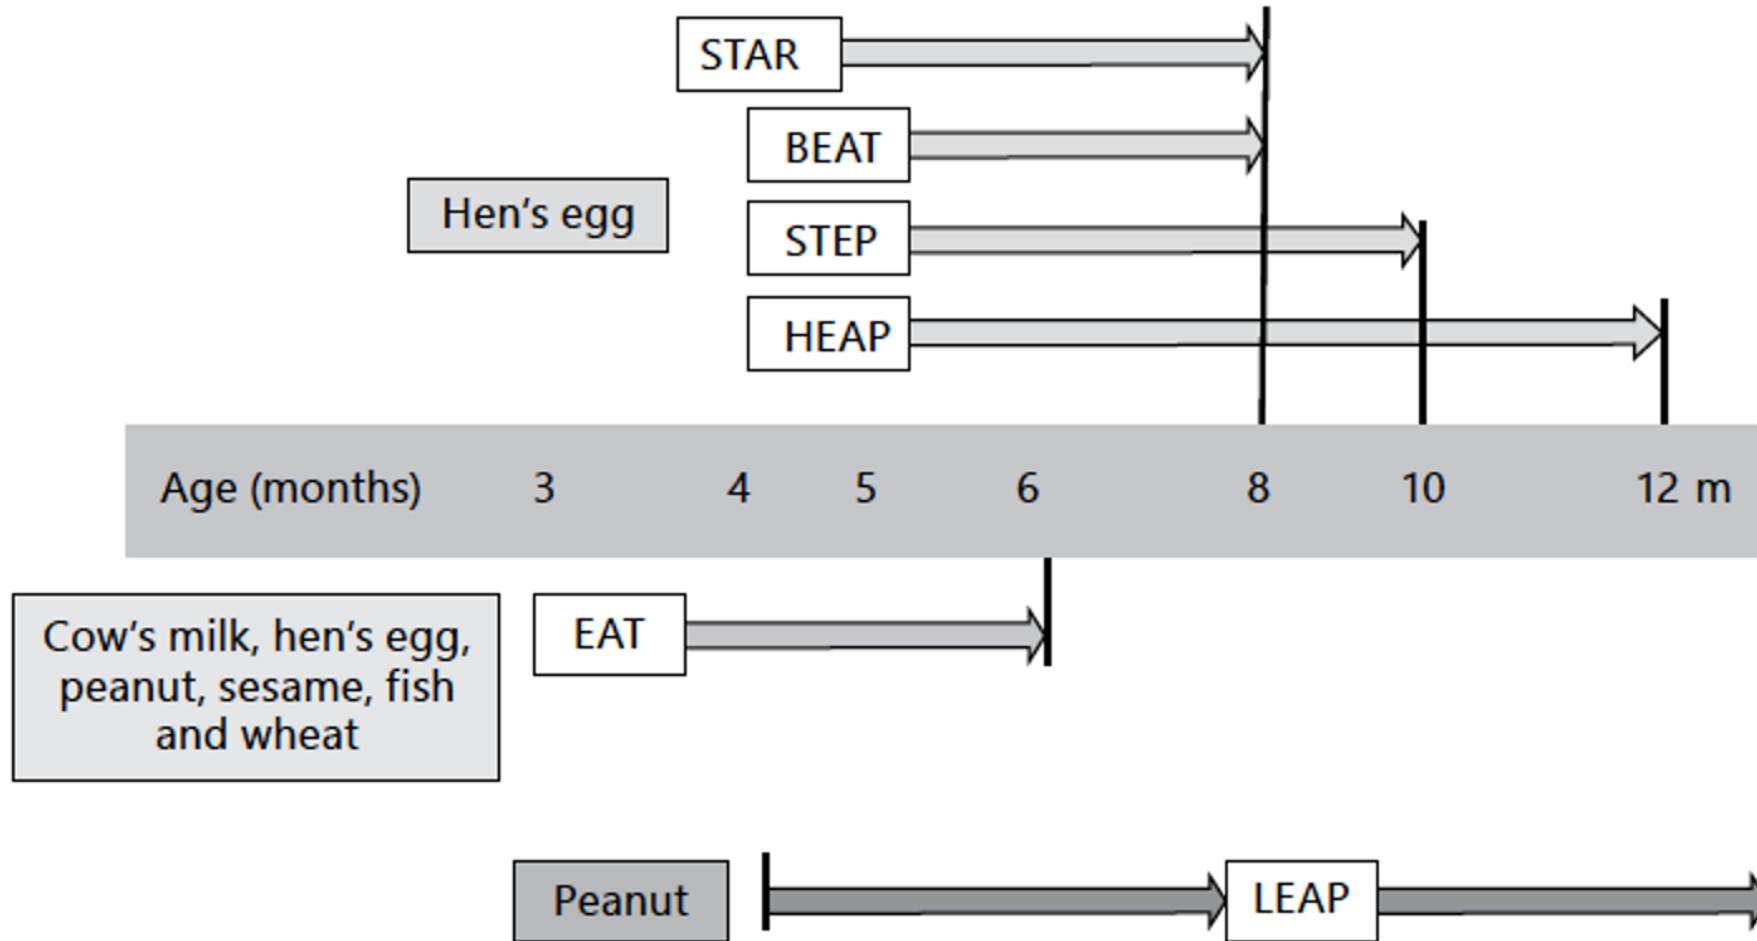 STAR
BEAT
Hen's egg
STEP
HEAP
Age (months) 3 4 5 6 8 10 12 m
Cow's milk, hen's egg,
peanut, sesame, fish
and wheat
EAT
Peanut
LEAP